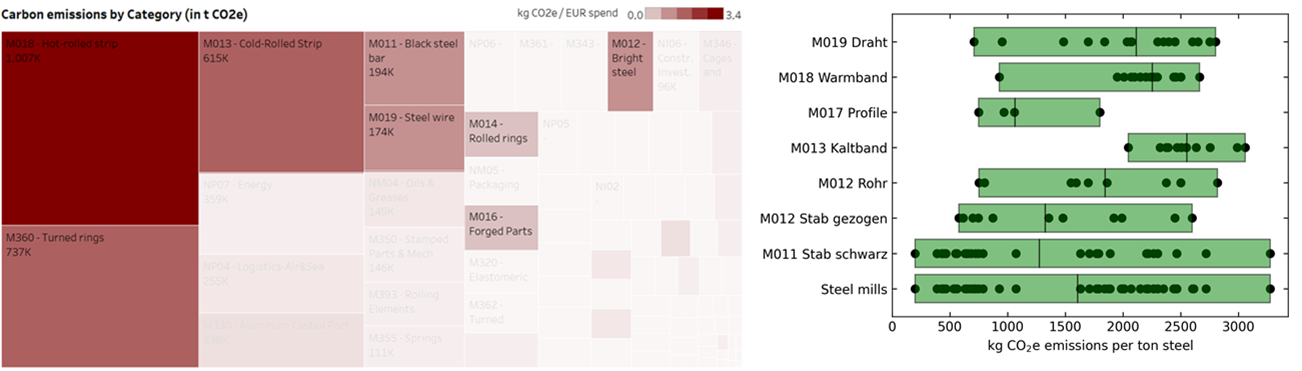 Carbon emissions by Category (in t CO2e)
kg CO2e / EUR spend
0.0
3.4
M018 - Hot-rolled strip
1.007K
M360 - Turned rings
737K
M013 - Cold-Rolled Strip
615K
NP07 - Energy
359K
NP04 - Logistics-Air&Sea
255K
M011 - Black steel
bar
194K
M019 - Steel wire
174K
NM04 - Oils &
Greases
M350 - Stamped
Parts & Mech
146K
M393 - Rolling
Elements
M355 - Springs
111K
NP06 -
M361 -
M343 -
M012 -
Bright
steel
NI06 -
Constr.
Invest.
96K
M346 -
Cages
and
M014 -
Rolled rings
NP05
-
NM05 -
Packaging
NI02
-
M016 -
Forged Parts
M320 -
Elastomeric
M362 -
Turned
M019 Draht
M018 Warmband
M017 Profile
M013 Kaltband
M012 Rohr
M012 Stab gezogen
M011 Stab schwarz
Steel mills
0
500
1000
1500
2000
2500
3000
kg CO₂e emissions per ton steel